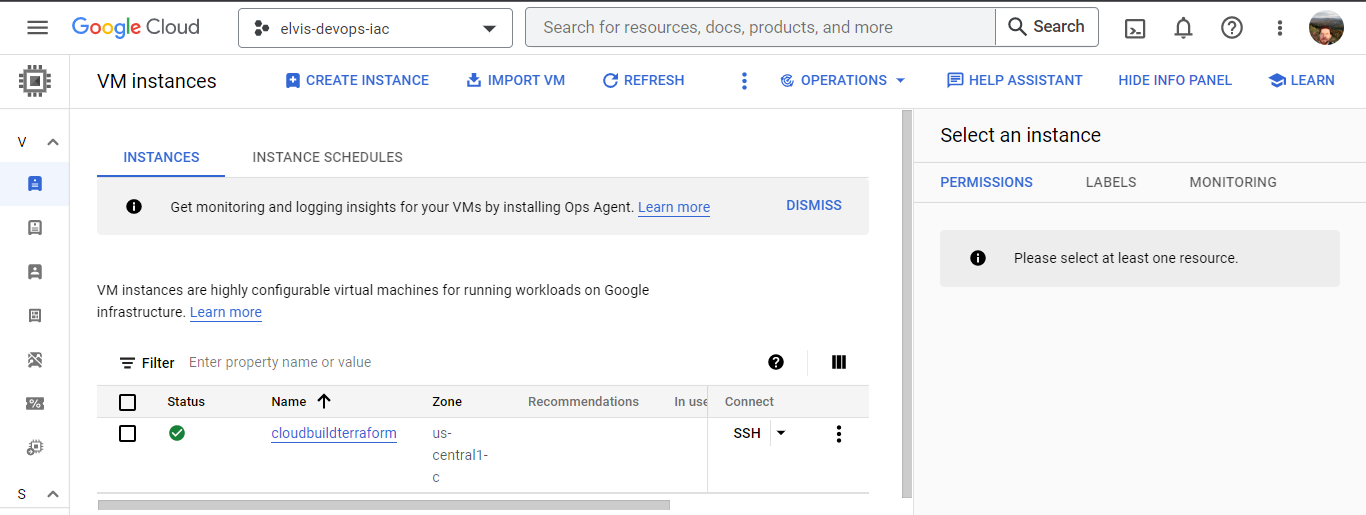 Google Cloud
elvis-devops-iac
Search for resources, docs, products, and more
Search
VM instances
CREATE INSTANCE
IMPORT VM
REFRESH
OPERATIONS
HELP ASSISTANT
HIDE INFO PANEL
LEARN
V
S
INSTANCES
INSTANCE SCHEDULES
Get monitoring and logging insights for your VMs by installing Ops Agent. Learn more
DISMISS
VM instances are highly configurable virtual machines for running workloads on Google
infrastructure. Learn more
Filter Enter property name or value
Status Name Zone Recommendations In use Connect
cloudbuildterraform us-
central1-
c
SSH
Select an instance
PERMISSIONS
LABELS
MONITORING
Please select at least one resource.